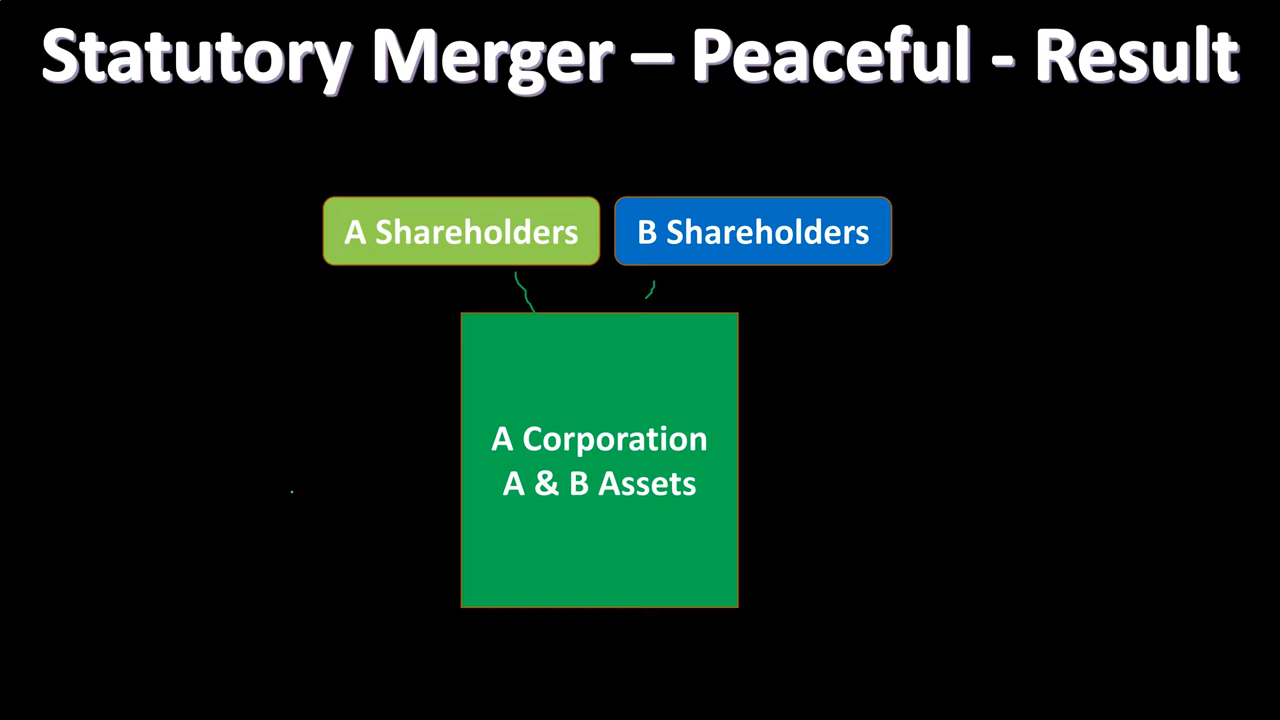 Statutory Merger – Peaceful - Result
A Shareholders
B Shareholders
A Corporation
A & B Assets